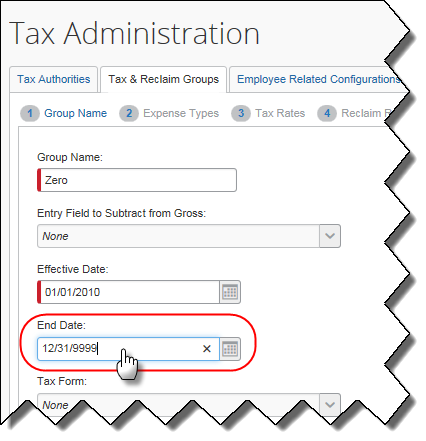 Tax Administration
Tax Authorities Tax & Reclaim Groups Employee Related Configurations
1 Group Name 2 Expense Types 3 Tax Rates 4 Reclaim
Group Name:
Zero
Entry Field to Subtract from Gross:
None
Effective Date:
01/01/2010
End Date:
12/31/9999
Tax Form:
None